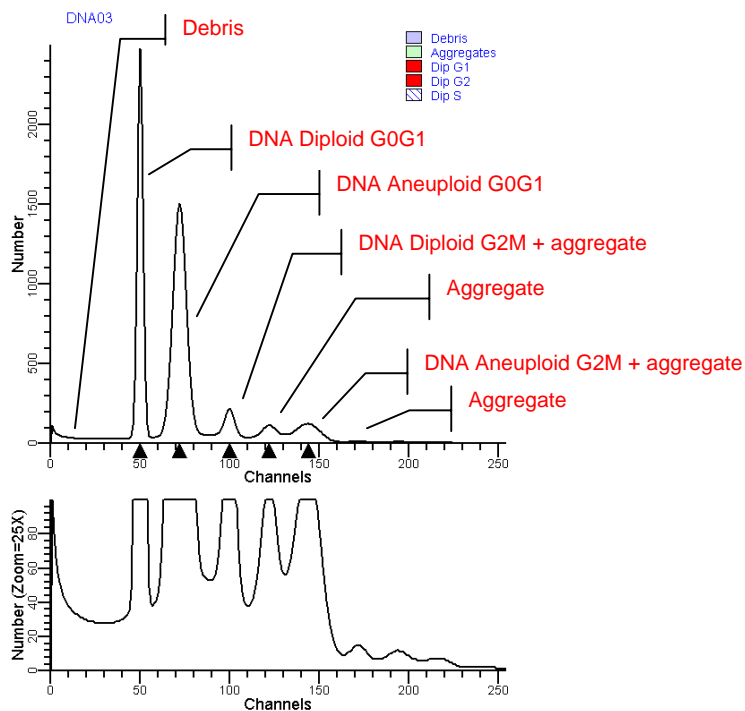 DNA03
Debris
Debris
Aggregates
Dip G1
Dip G2
Dip S
DNA Diploid G0G1
DNA Aneuploid G0G1
DNA Diploid G2M + aggregate
Aggregate
DNA Aneuploid G2M + aggregate
Aggregate
Number
2000
1500
1000
500
0
0 50 100 150 200 250
Channels
Number (Zoom=25X)
80
60
40
20
0
0 50 100 150 200 250
Channels